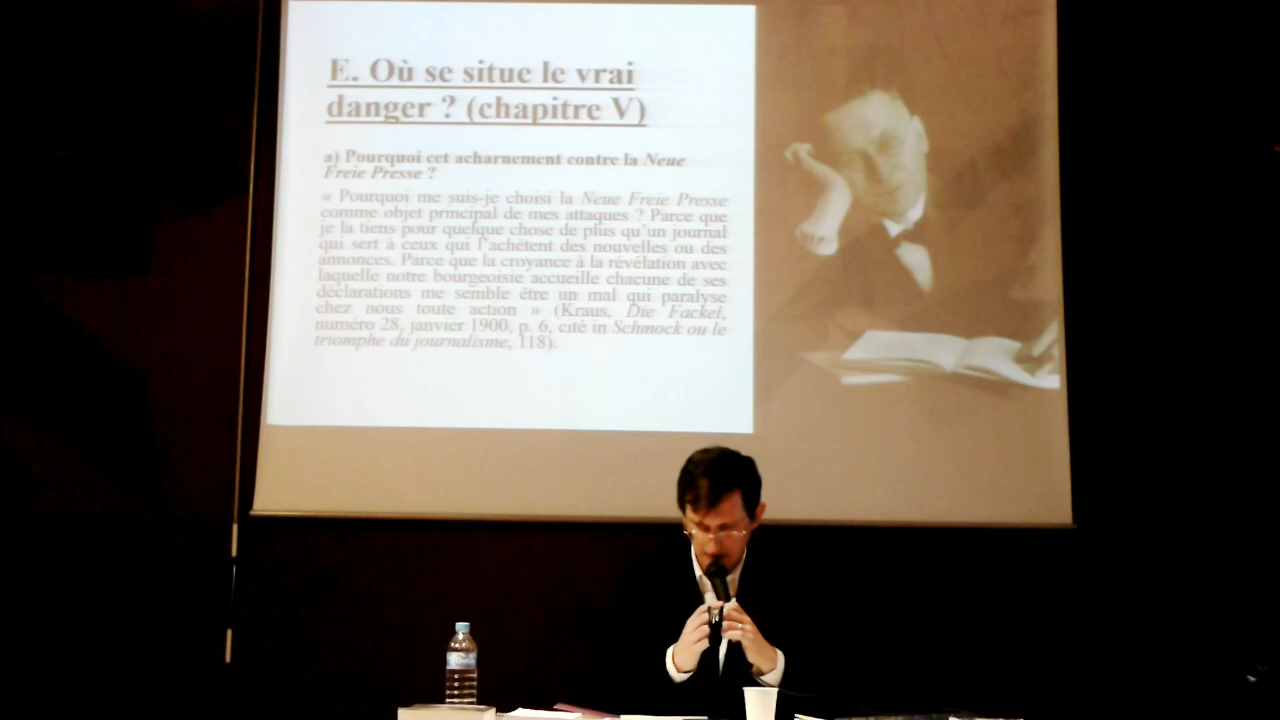 E. Où se situe le vrai
danger ? (chapitre V)
a) Pourquoi cet acharnement contre la Neue
Freie Presse ?
« Pourquoi me suis-je choisi la Neue Freie Presse
comme objet principal de mes attaques ? Parce que
je la tiens pour quelque chose de plus qu'un journal
qui sert à ceux qui l'achètent des nouvelles ou des
annonces. Parce que la croyance à la révélation avec
laquelle notre bourgeoisie accueille chacune de ses
déclarations me semble être un mal qui paralyse
chez nous toute action » (Kraus, Die Fackel,
numéro 28, janvier 1900, p. 6, cité in Schmock ou le
triomphe du journalisme, 118).